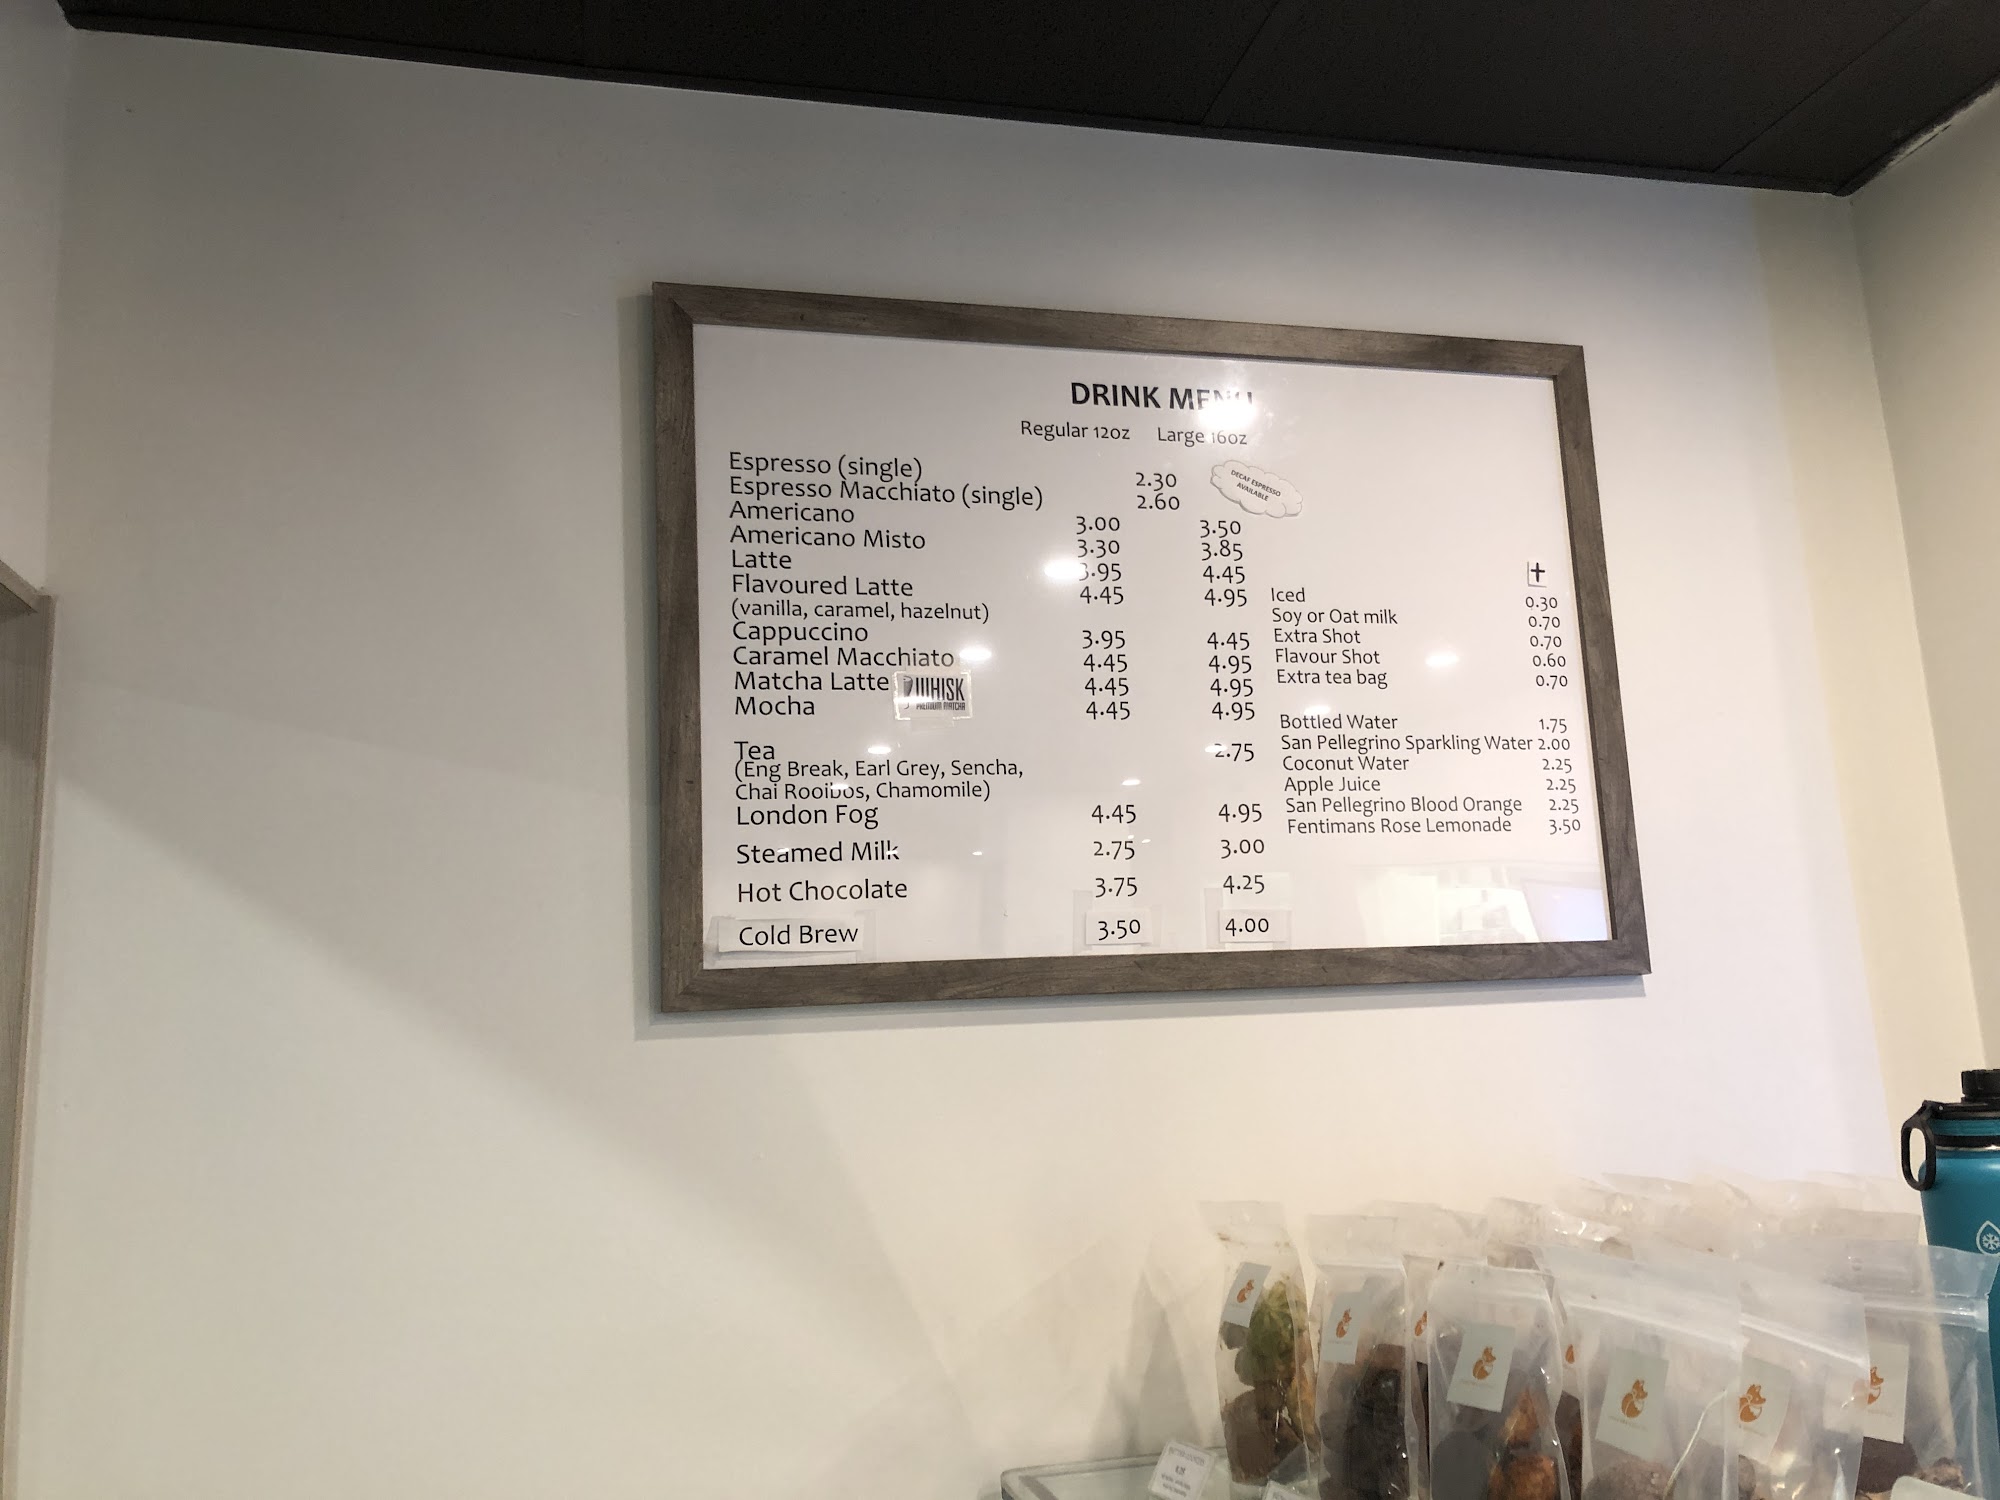 DRINK MENU
Regular 12oz Large 16oz
Espresso (single) 2.30
DECAF ESPRESSO
AVAILABLE
Espresso Macchiato (single) 2.60
Americano 3.00 3.50
Americano Misto 3.30 3.85
Latte 3.95 4.45
Flavoured Latte 4.45 4.95
(vanilla, caramel, hazelnut)
Cappuccino 3.95 4.45
Caramel Macchiato 4.45 4.95
Matcha Latte 4.45 4.95
WHISK
PREMIUM MATCHA
Mocha 4.45 4.95
Tea 2.75
(Eng Break, Earl Grey, Sencha,
Chai Rooibos, Chamomile)
London Fog 4.45 4.95
Steamed Milk 2.75 3.00
Hot Chocolate 3.75 4.25
Cold Brew 3.50 4.00
+
Iced 0.30
Soy or Oat milk 0.70
Extra Shot 0.70
Flavour Shot 0.60
Extra tea bag 0.70
Bottled Water 1.75
San Pellegrino Sparkling Water 2.00
Coconut Water 2.25
Apple Juice 2.25
San Pellegrino Blood Orange 2.25
Fentimans Rose Lemonade 3.50